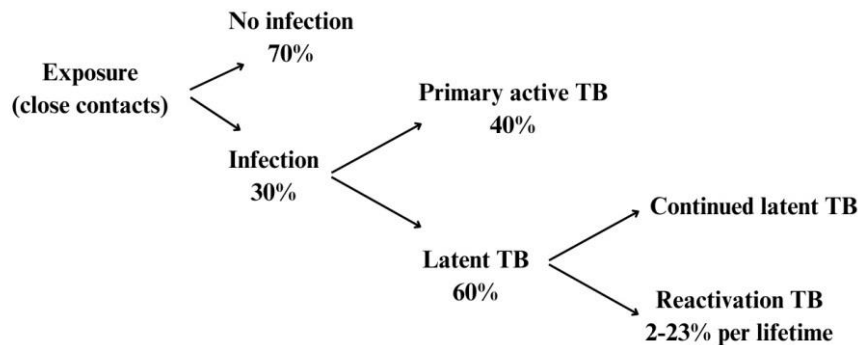 No infection
70%
Exposure
(close contacts)
Primary active TB
40%
Infection
30%
Continued latent TB
Latent TB
60%
Reactivation TB
2-23% per lifetime